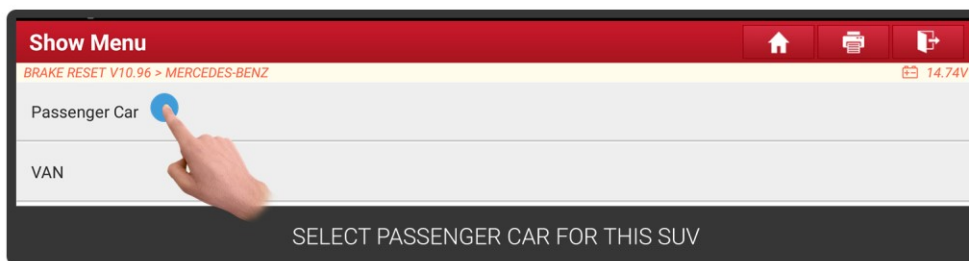 Show Menu
BRAKE RESET V10.96 > MERCEDES-BENZ
14.74V
Passenger Car
VAN
SELECT PASSENGER CAR FOR THIS SUV